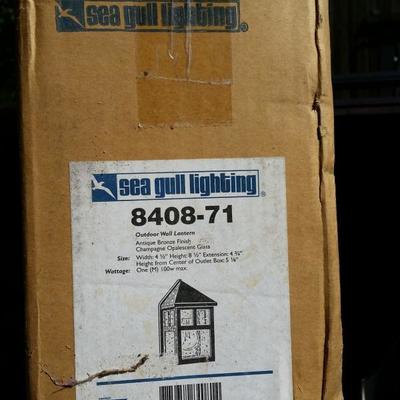 sea gull lighting®
sea gull lighting®
8408-71
Outdoor Wall Lantern
Antique Bronze Finish
Champagne Opalescent Glass
Size: Width: 4 ½" Height: 8 ½" Extension: 4 ¾"
Height from Center of Outlet Box: 5 ⅛"
Wattage: One (M) 100w max.